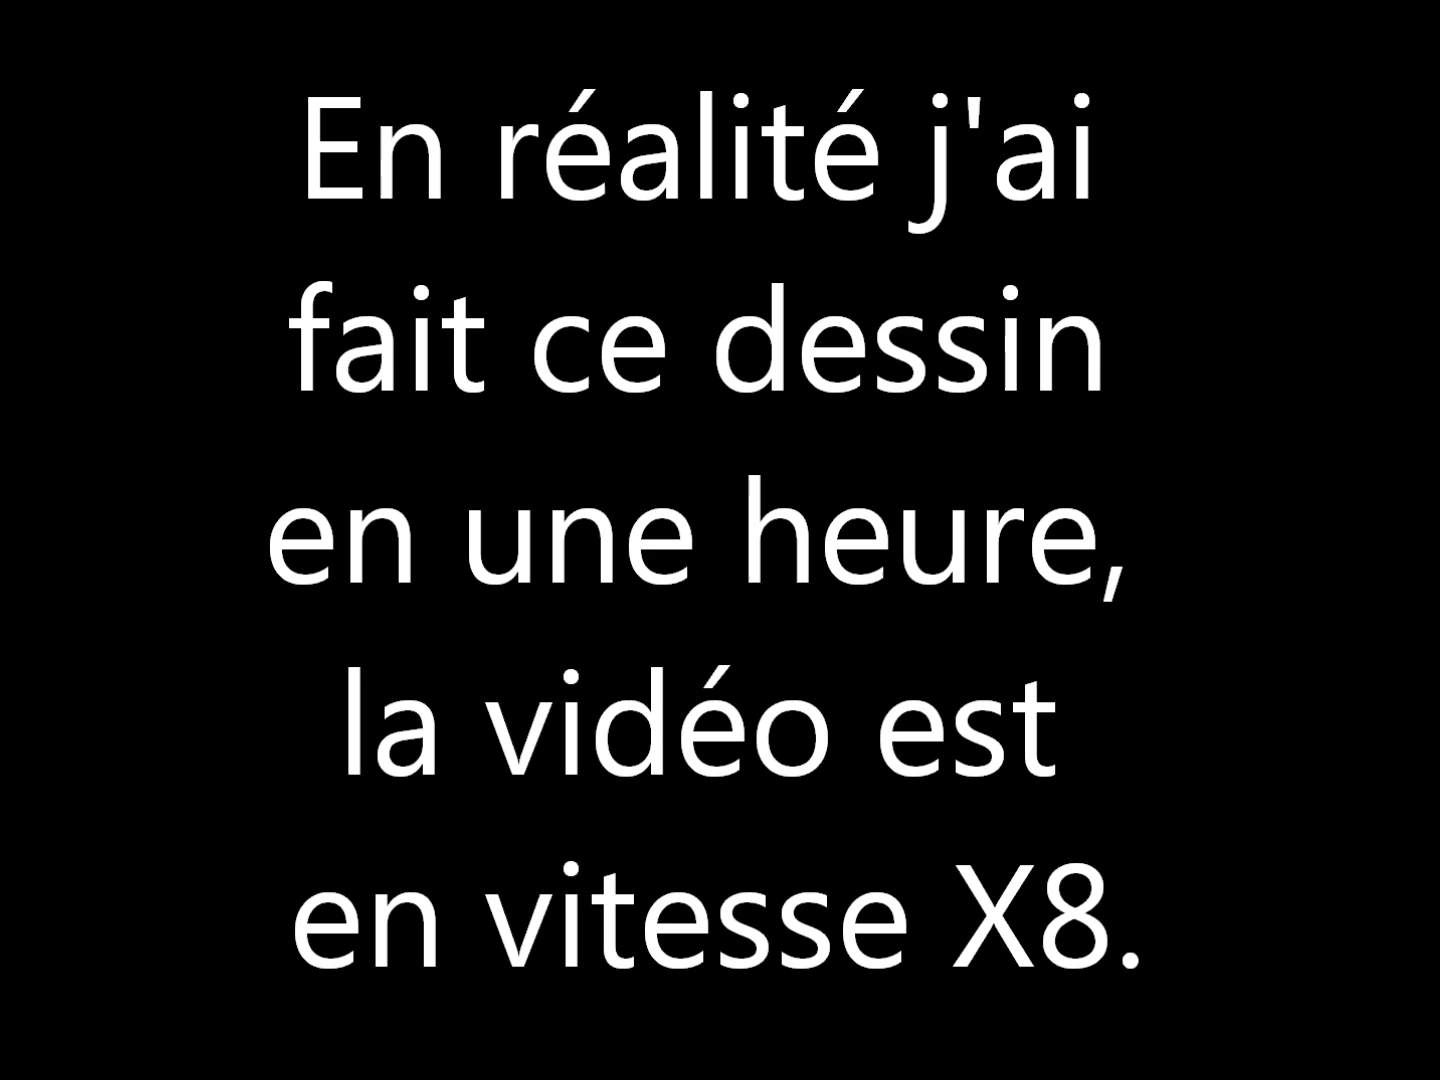 En réalité j'ai
fait ce dessin
en une heure,
la vidéo est
en vitesse X8.